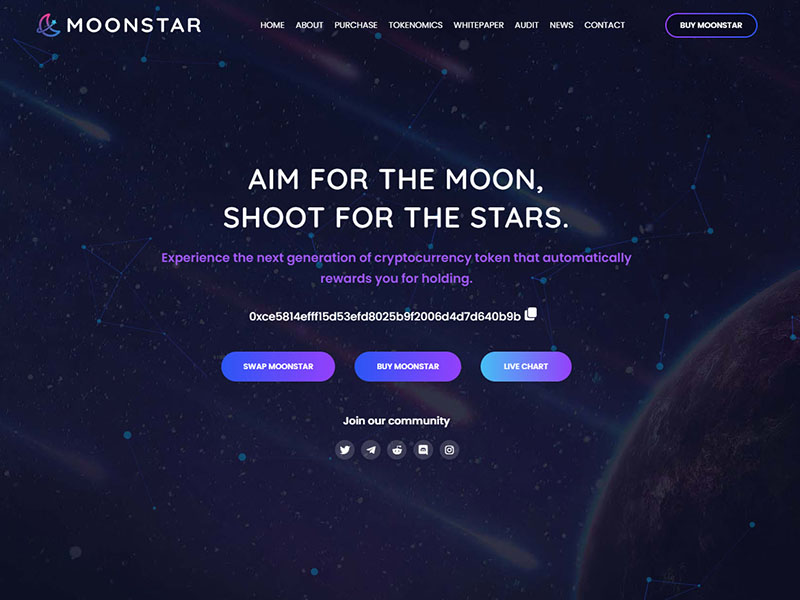 MOONSTAR
HOME ABOUT PURCHASE TOKENOMICS WHITEPAPER AUDIT NEWS CONTACT
BUY MOONSTAR
AIM FOR THE MOON,
SHOOT FOR THE STARS.
Experience the next generation of cryptocurrency token that automatically
rewards you for holding.
0xce5814efff15d53efd8025b9f2006d4d7d640b9b
SWAP MOONSTAR BUY MOONSTAR LIVE CHART
Join our community